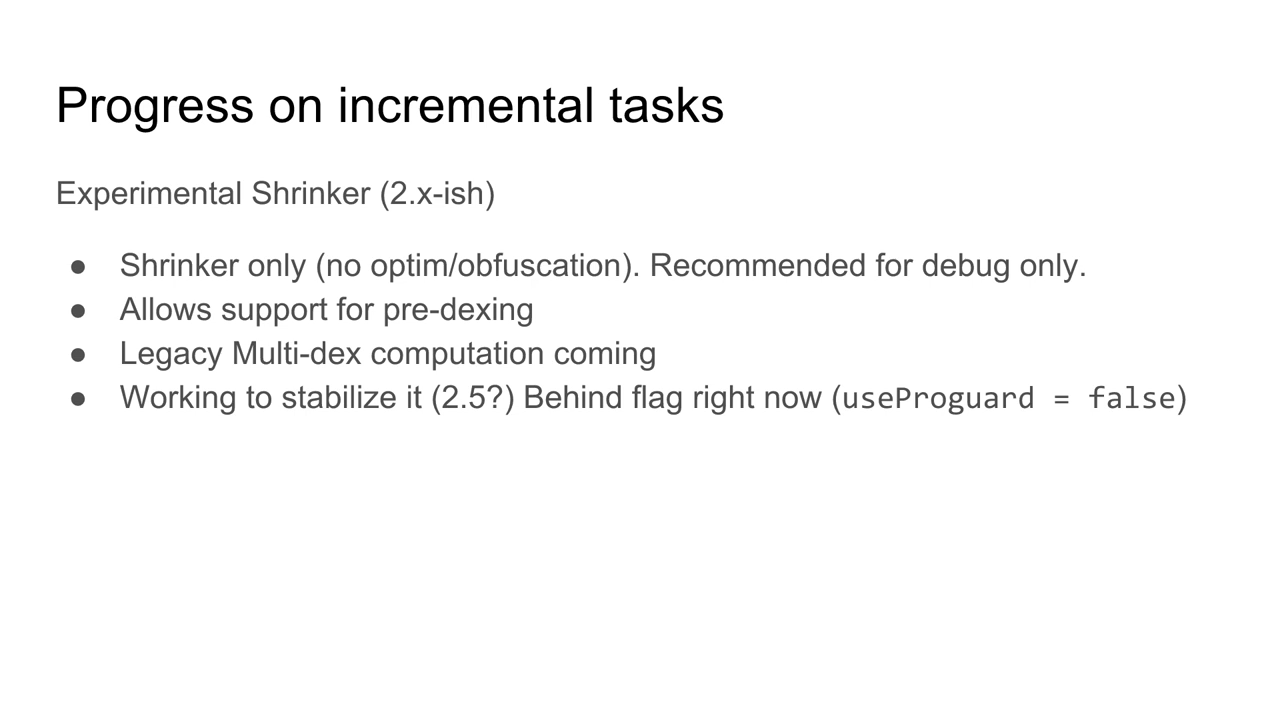 Progress on incremental tasks
Experimental Shrinker (2.x-ish)
● Shrinker only (no optim/obfuscation). Recommended for debug only.
● Allows support for pre-dexing
● Legacy Multi-dex computation coming
● Working to stabilize it (2.5?) Behind flag right now (useProguard = false)